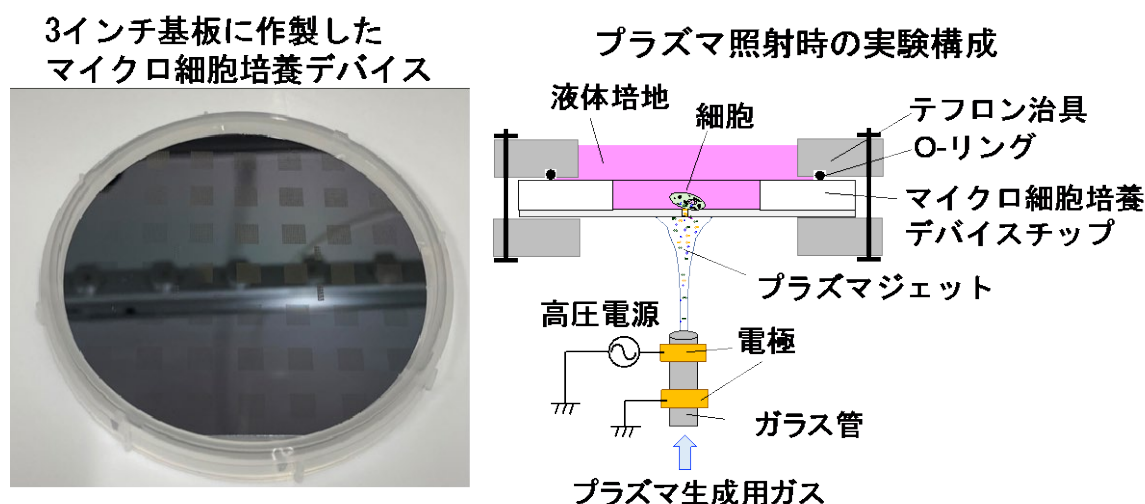 3インチ基板に作製した
マイクロ細胞培養デバイス
プラズマ照射時の実験構成
液体培地
細胞
テフロン治具
O-リング
マイクロ細胞培養
デバイスチップ
プラズマジェット
高圧電源
電極
ガラス管
プラズマ生成用ガス